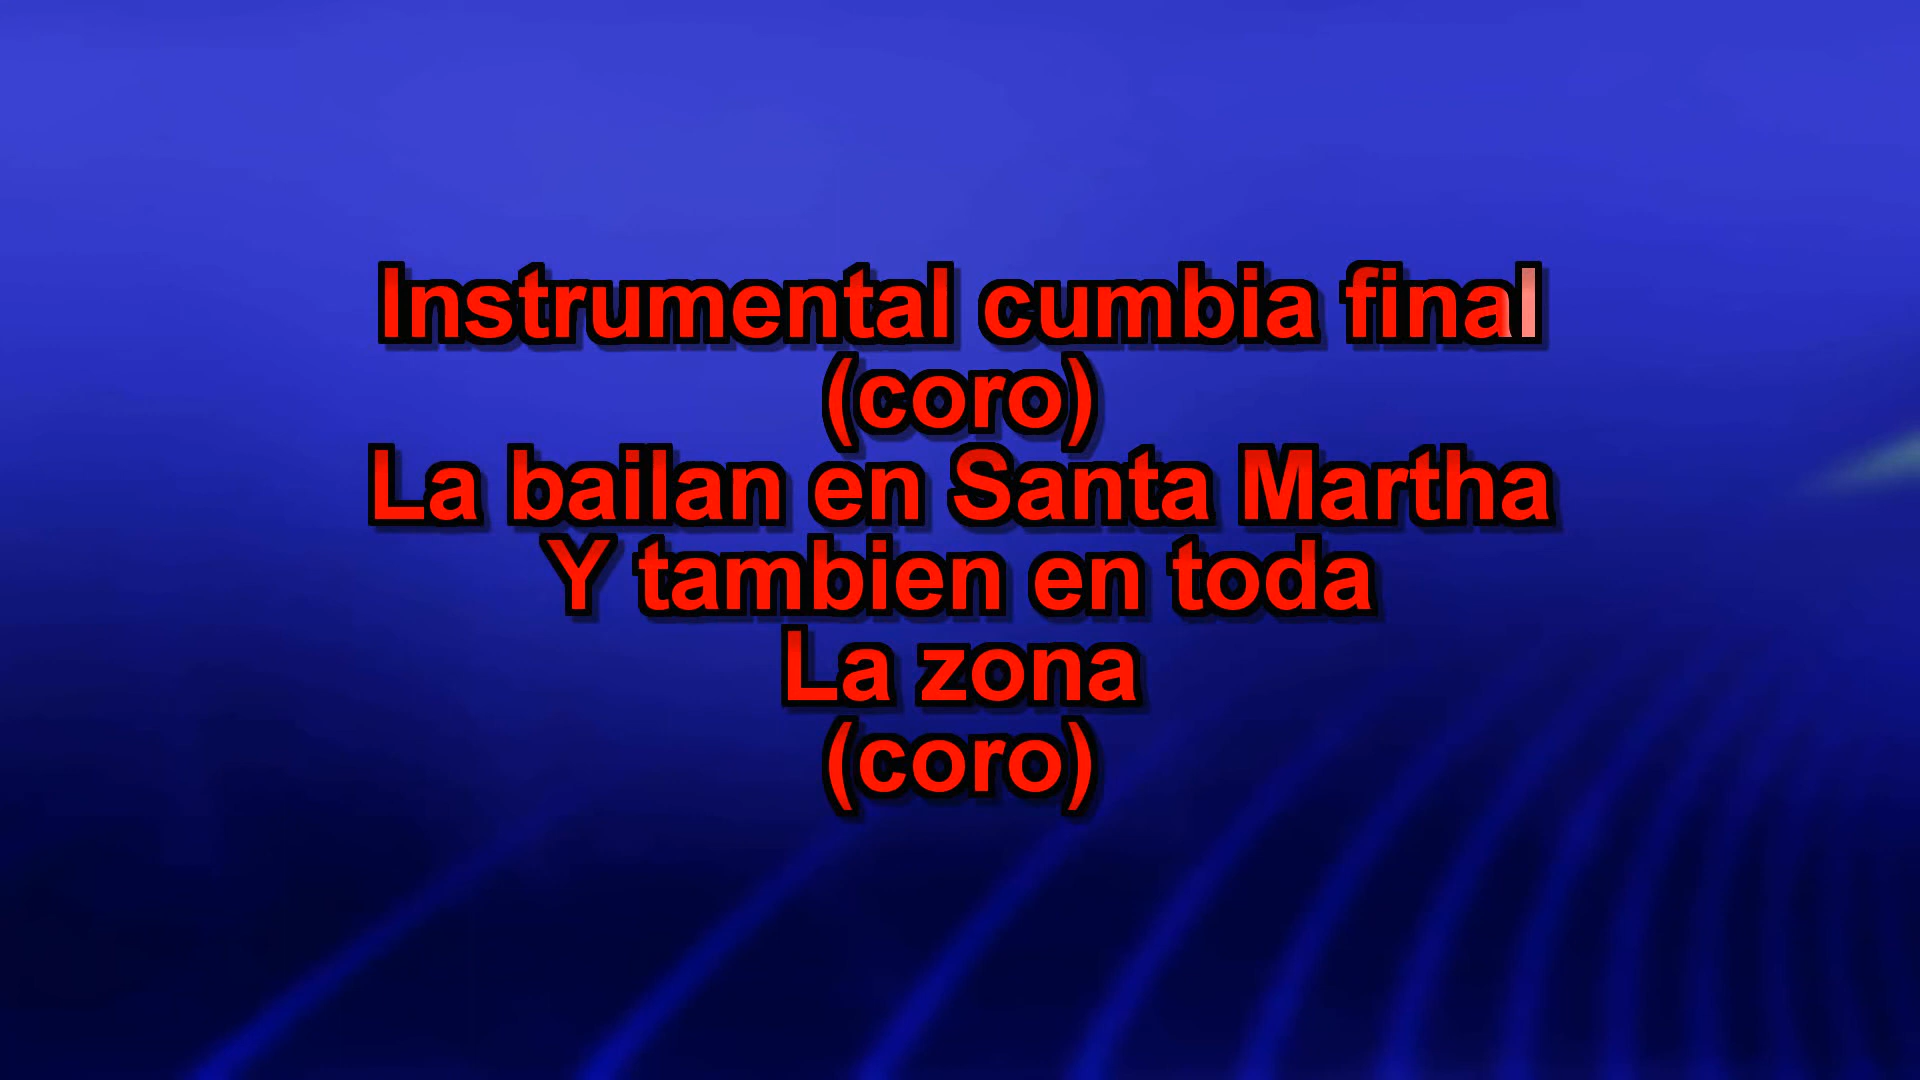 Instrumental cumbia final
(coro)
La bailan en Santa Martha
Y tambien en toda
La zona
(coro)